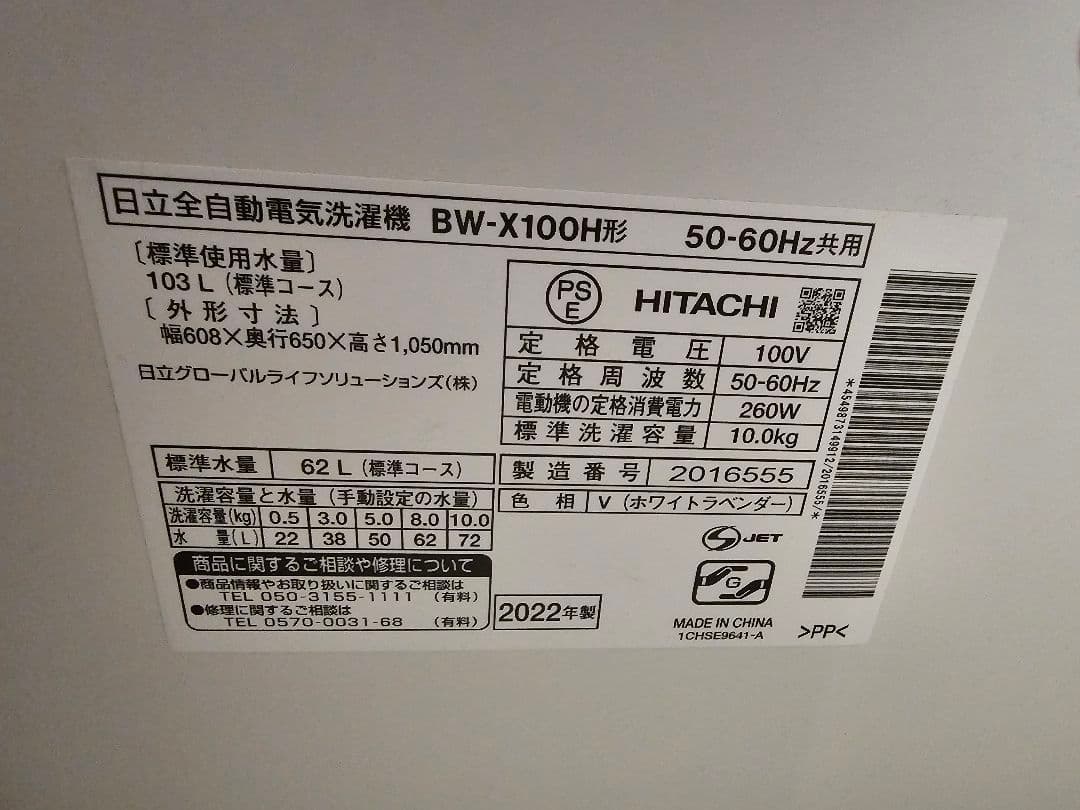 日立全自動電気洗濯機 BW-X100H形 50-60Hz共用
〔標準使用水量〕
103 L (標準コース)
〔外形寸法〕
幅608×奥行650×高さ1,050mm
日立グローバルライフソリューションズ(株)
PS
E
HITACHI
定格電圧 100V
定格周波数 50-60Hz
電動機の定格消費電力 260W
標準洗濯容量 10.0kg
標準水量 62 L (標準コース)
洗濯容量と水量 (手動設定の水量)
洗濯容量(kg) 0.5 3.0 5.0 8.0 10.0
水量(L) 22 38 50 62 72
製造番号 2016555
色相 V (ホワイトラベンダー)
商品に関するご相談や修理について
●商品情報やお取り扱いに関するご相談は
TEL 050-3155-1111 (有料)
●修理に関するご相談は
TEL 0570-0031-68 (有料)
2022年製
JET
G
MADE IN CHINA
1CHSE9641-A
>PP<
*4549873149912/2016555/*